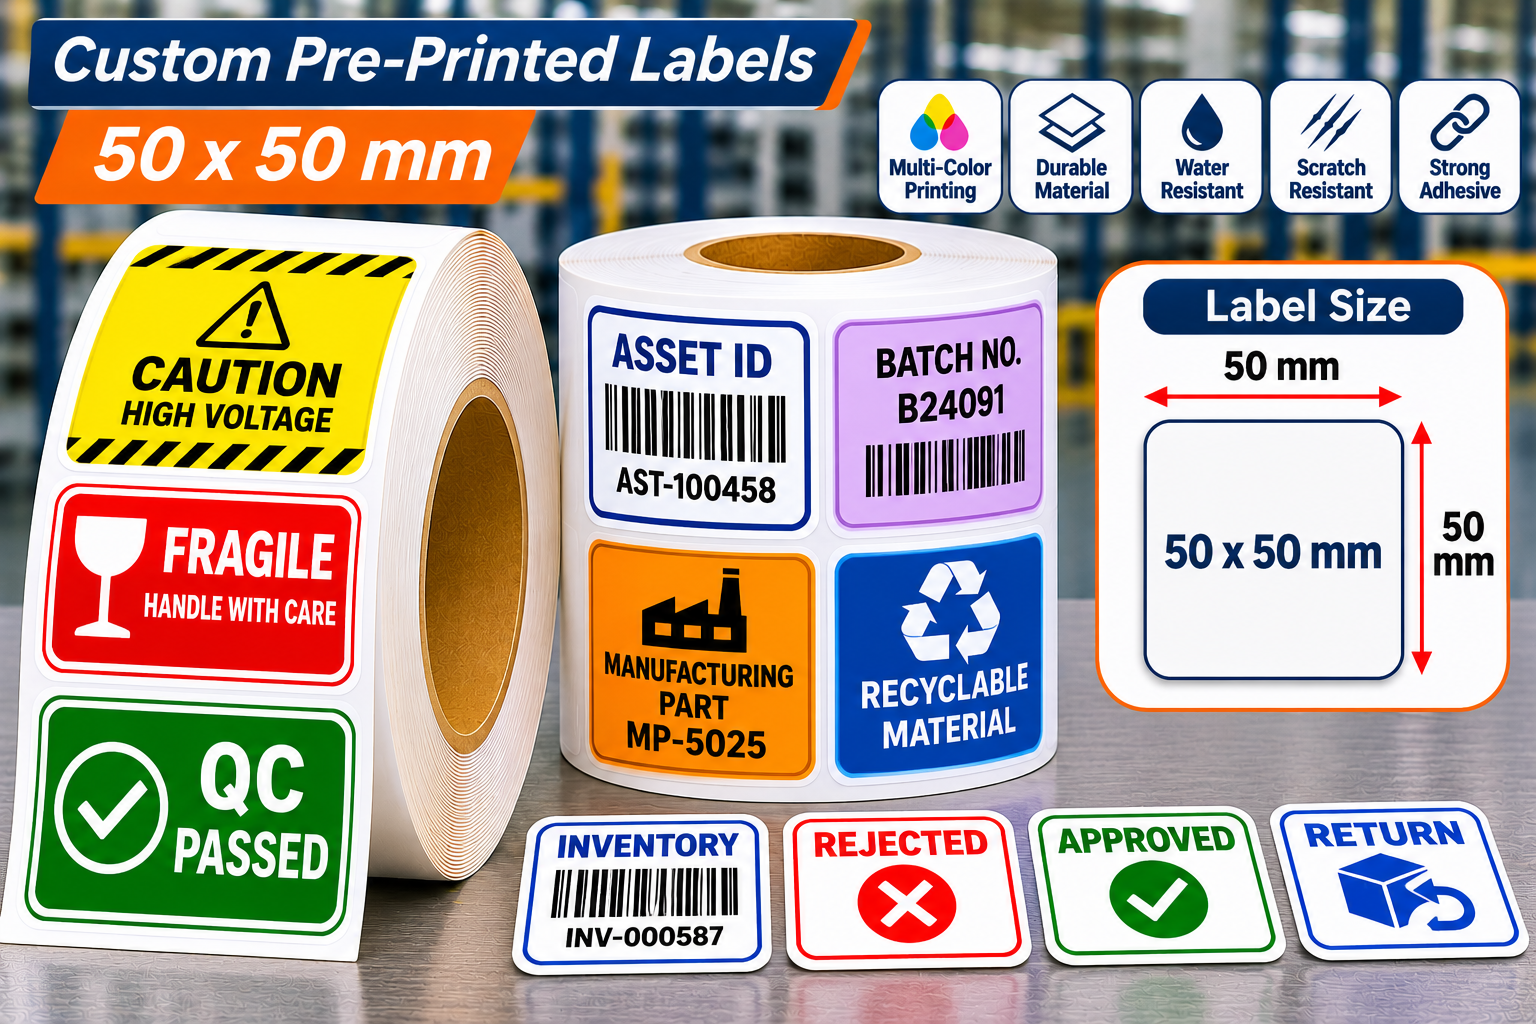 Custom Pre-Printed Labels
50 x 50 mm
Multi-Color
Printing
Durable
Material
Water
Resistant
Scratch
Resistant
Strong
Adhesive
CAUTION
HIGH VOLTAGE
FRAGILE
HANDLE WITH CARE
QC
PASSED
ASSET ID
AST-100458
BATCH NO.
B24091
MANUFACTURING
PART
MP-5025
RECYCLABLE
MATERIAL
Label Size
50 mm
50 x 50 mm
50
mm
INVENTORY
INV-000587
REJECTED
APPROVED
RETURN